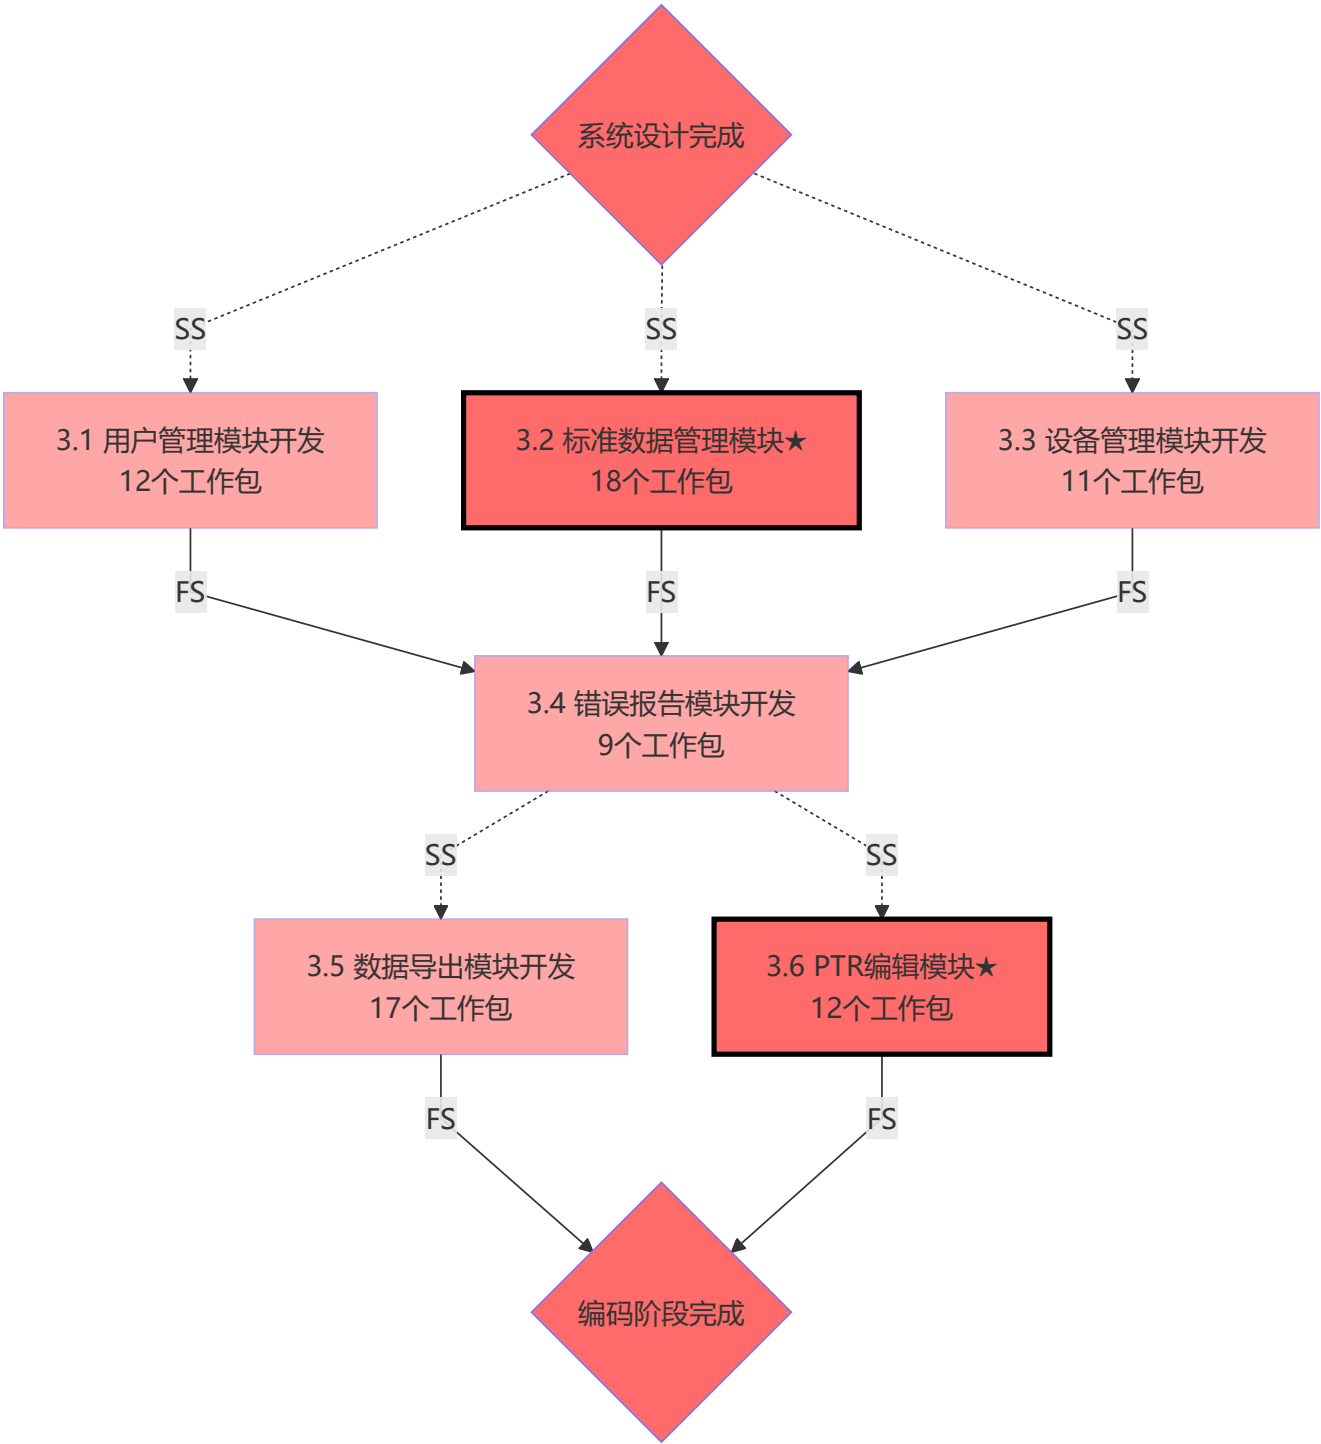 系统设计完成
SS
SS
SS
3.1 用户管理模块开发
12个工作包
3.2 标准数据管理模块★
18个工作包
3.3 设备管理模块开发
11个工作包
FS
FS
FS
3.4 错误报告模块开发
9个工作包
SS
SS
3.5 数据导出模块开发
17个工作包
3.6 PTR编辑模块★
12个工作包
FS
FS
编码阶段完成